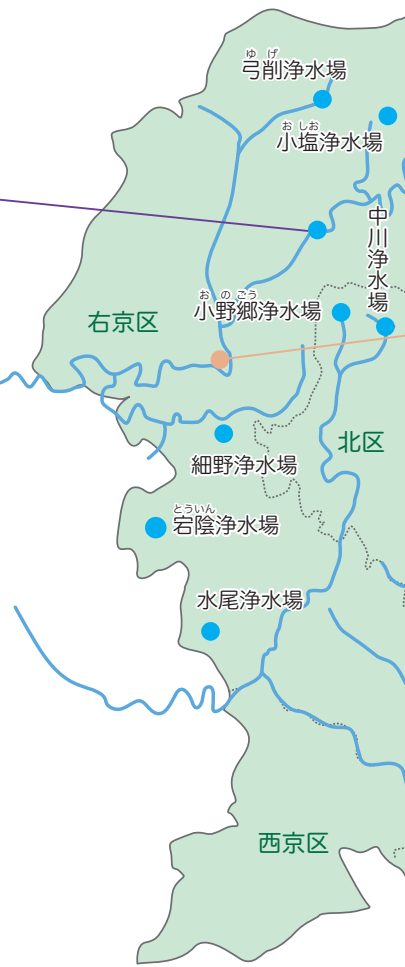 ゆげ
弓削浄水場
おしお
小塩浄水場
中川浄水場
おのごう
小野郷浄水場
右京区
北区
細野浄水場
とういん
宕陰浄水場
水尾浄水場
西京区